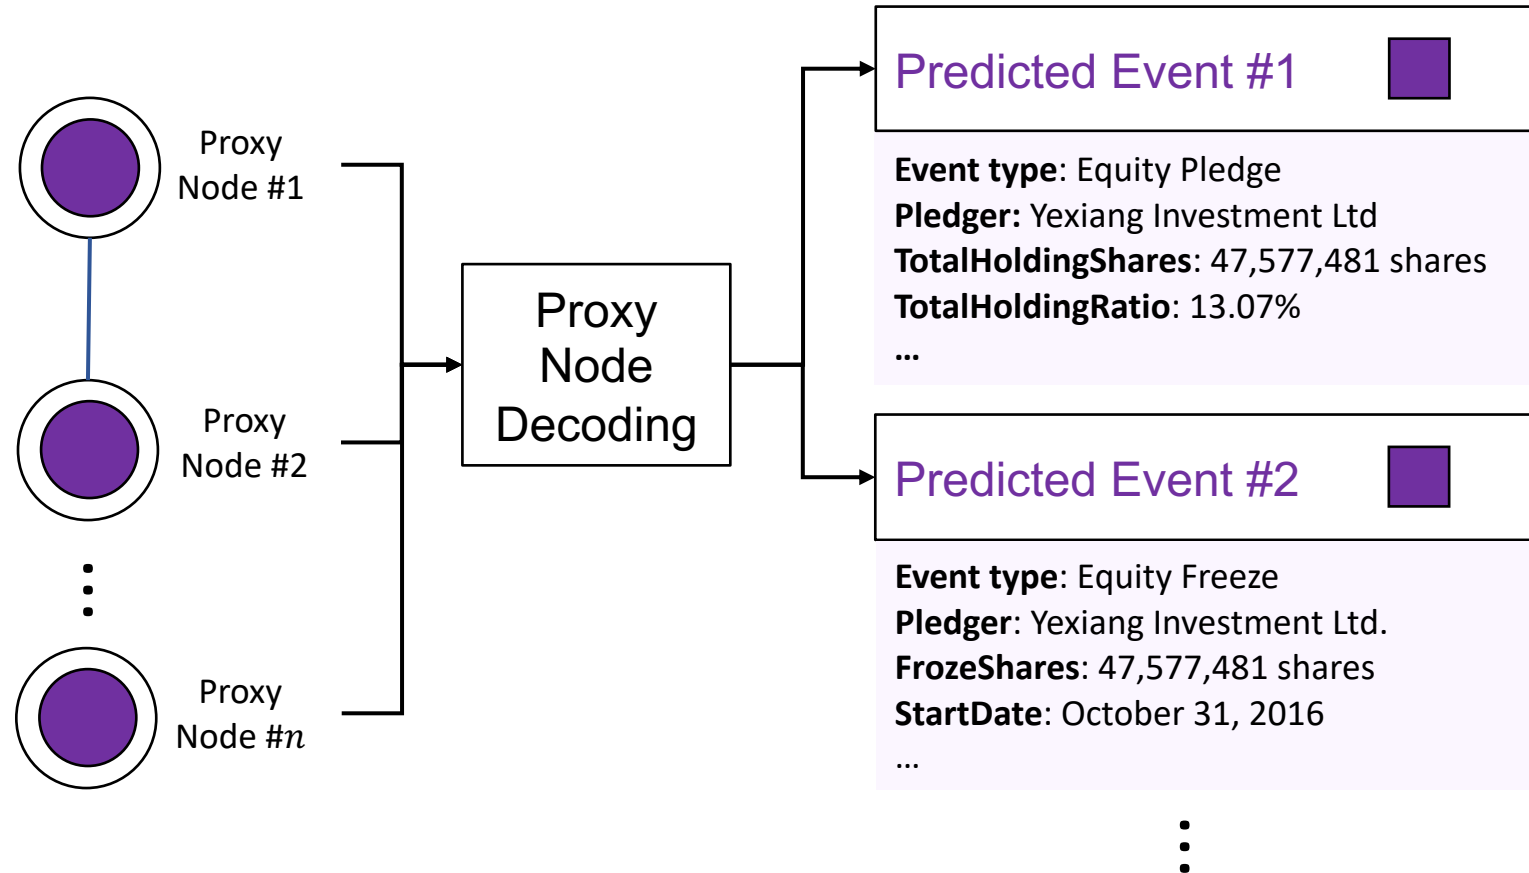 Proxy
Node #1
Proxy
Node #2
Proxy
Node #n
Proxy
Node
Decoding
Predicted Event #1
Event type: Equity Pledge
Pledger: Yexiang Investment Ltd
TotalHoldingShares: 47,577,481 shares
TotalHoldingRatio: 13.07%
...
Predicted Event #2
Event type: Equity Freeze
Pledger: Yexiang Investment Ltd.
FrozeShares: 47,577,481 shares
StartDate: October 31, 2016
...